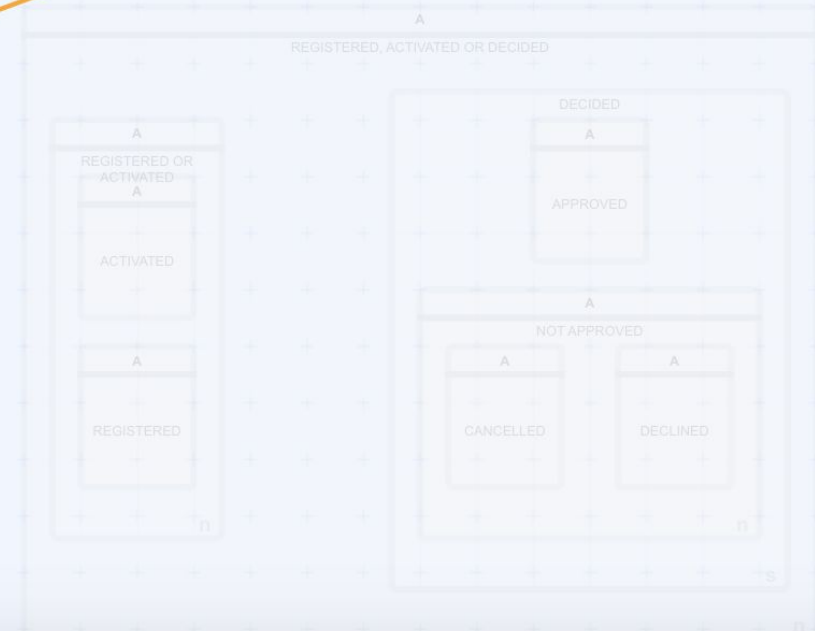 A
REGISTERED, ACTIVATED OR DECIDED
A
REGISTERED OR
ACTIVATED
A
ACTIVATED
A
REGISTERED
n
DECIDED
A
APPROVED
A
NOT APPROVED
A
CANCELLED
A
DECLINED
n
s
n